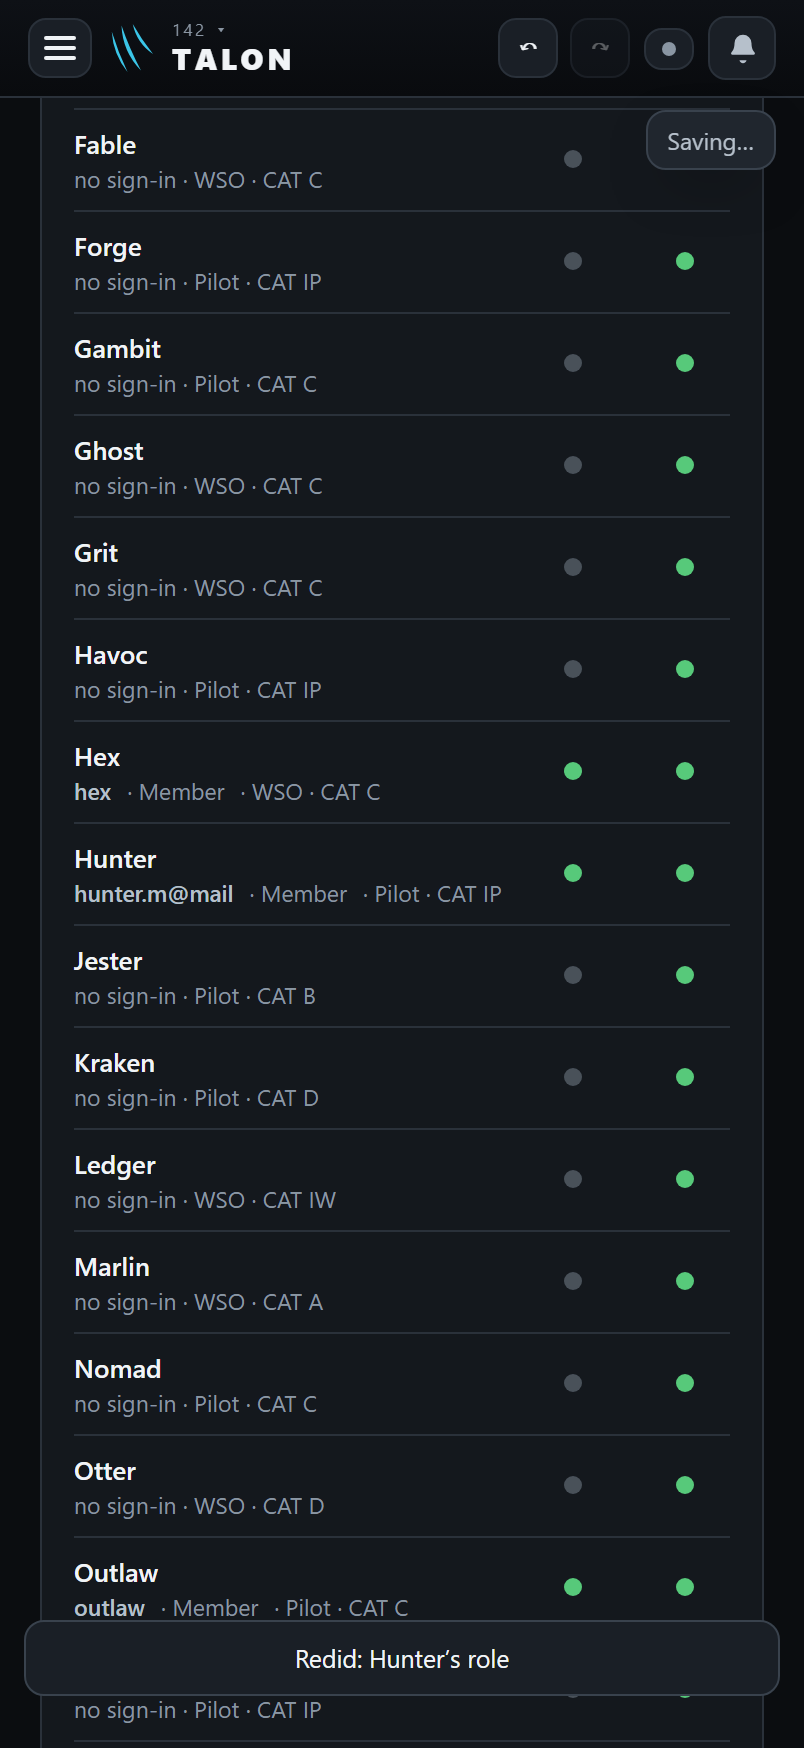 142
TALON
Saving...
Fable
no sign-in · WSO · CAT C
Forge
no sign-in · Pilot · CAT IP
Gambit
no sign-in · Pilot · CAT C
Ghost
no sign-in · WSO · CAT C
Grit
no sign-in · WSO · CAT C
Havoc
no sign-in · Pilot · CAT IP
Hex
hex · Member · WSO · CAT C
Hunter
hunter.m@mail · Member · Pilot · CAT IP
Jester
no sign-in · Pilot · CAT B
Kraken
no sign-in · Pilot · CAT D
Ledger
no sign-in · WSO · CAT IW
Marlin
no sign-in · WSO · CAT A
Nomad
no sign-in · Pilot · CAT C
Otter
no sign-in · WSO · CAT D
Outlaw
outlaw · Member · Pilot · CAT C
Redid: Hunter’s role
no sign-in · Pilot · CAT IP